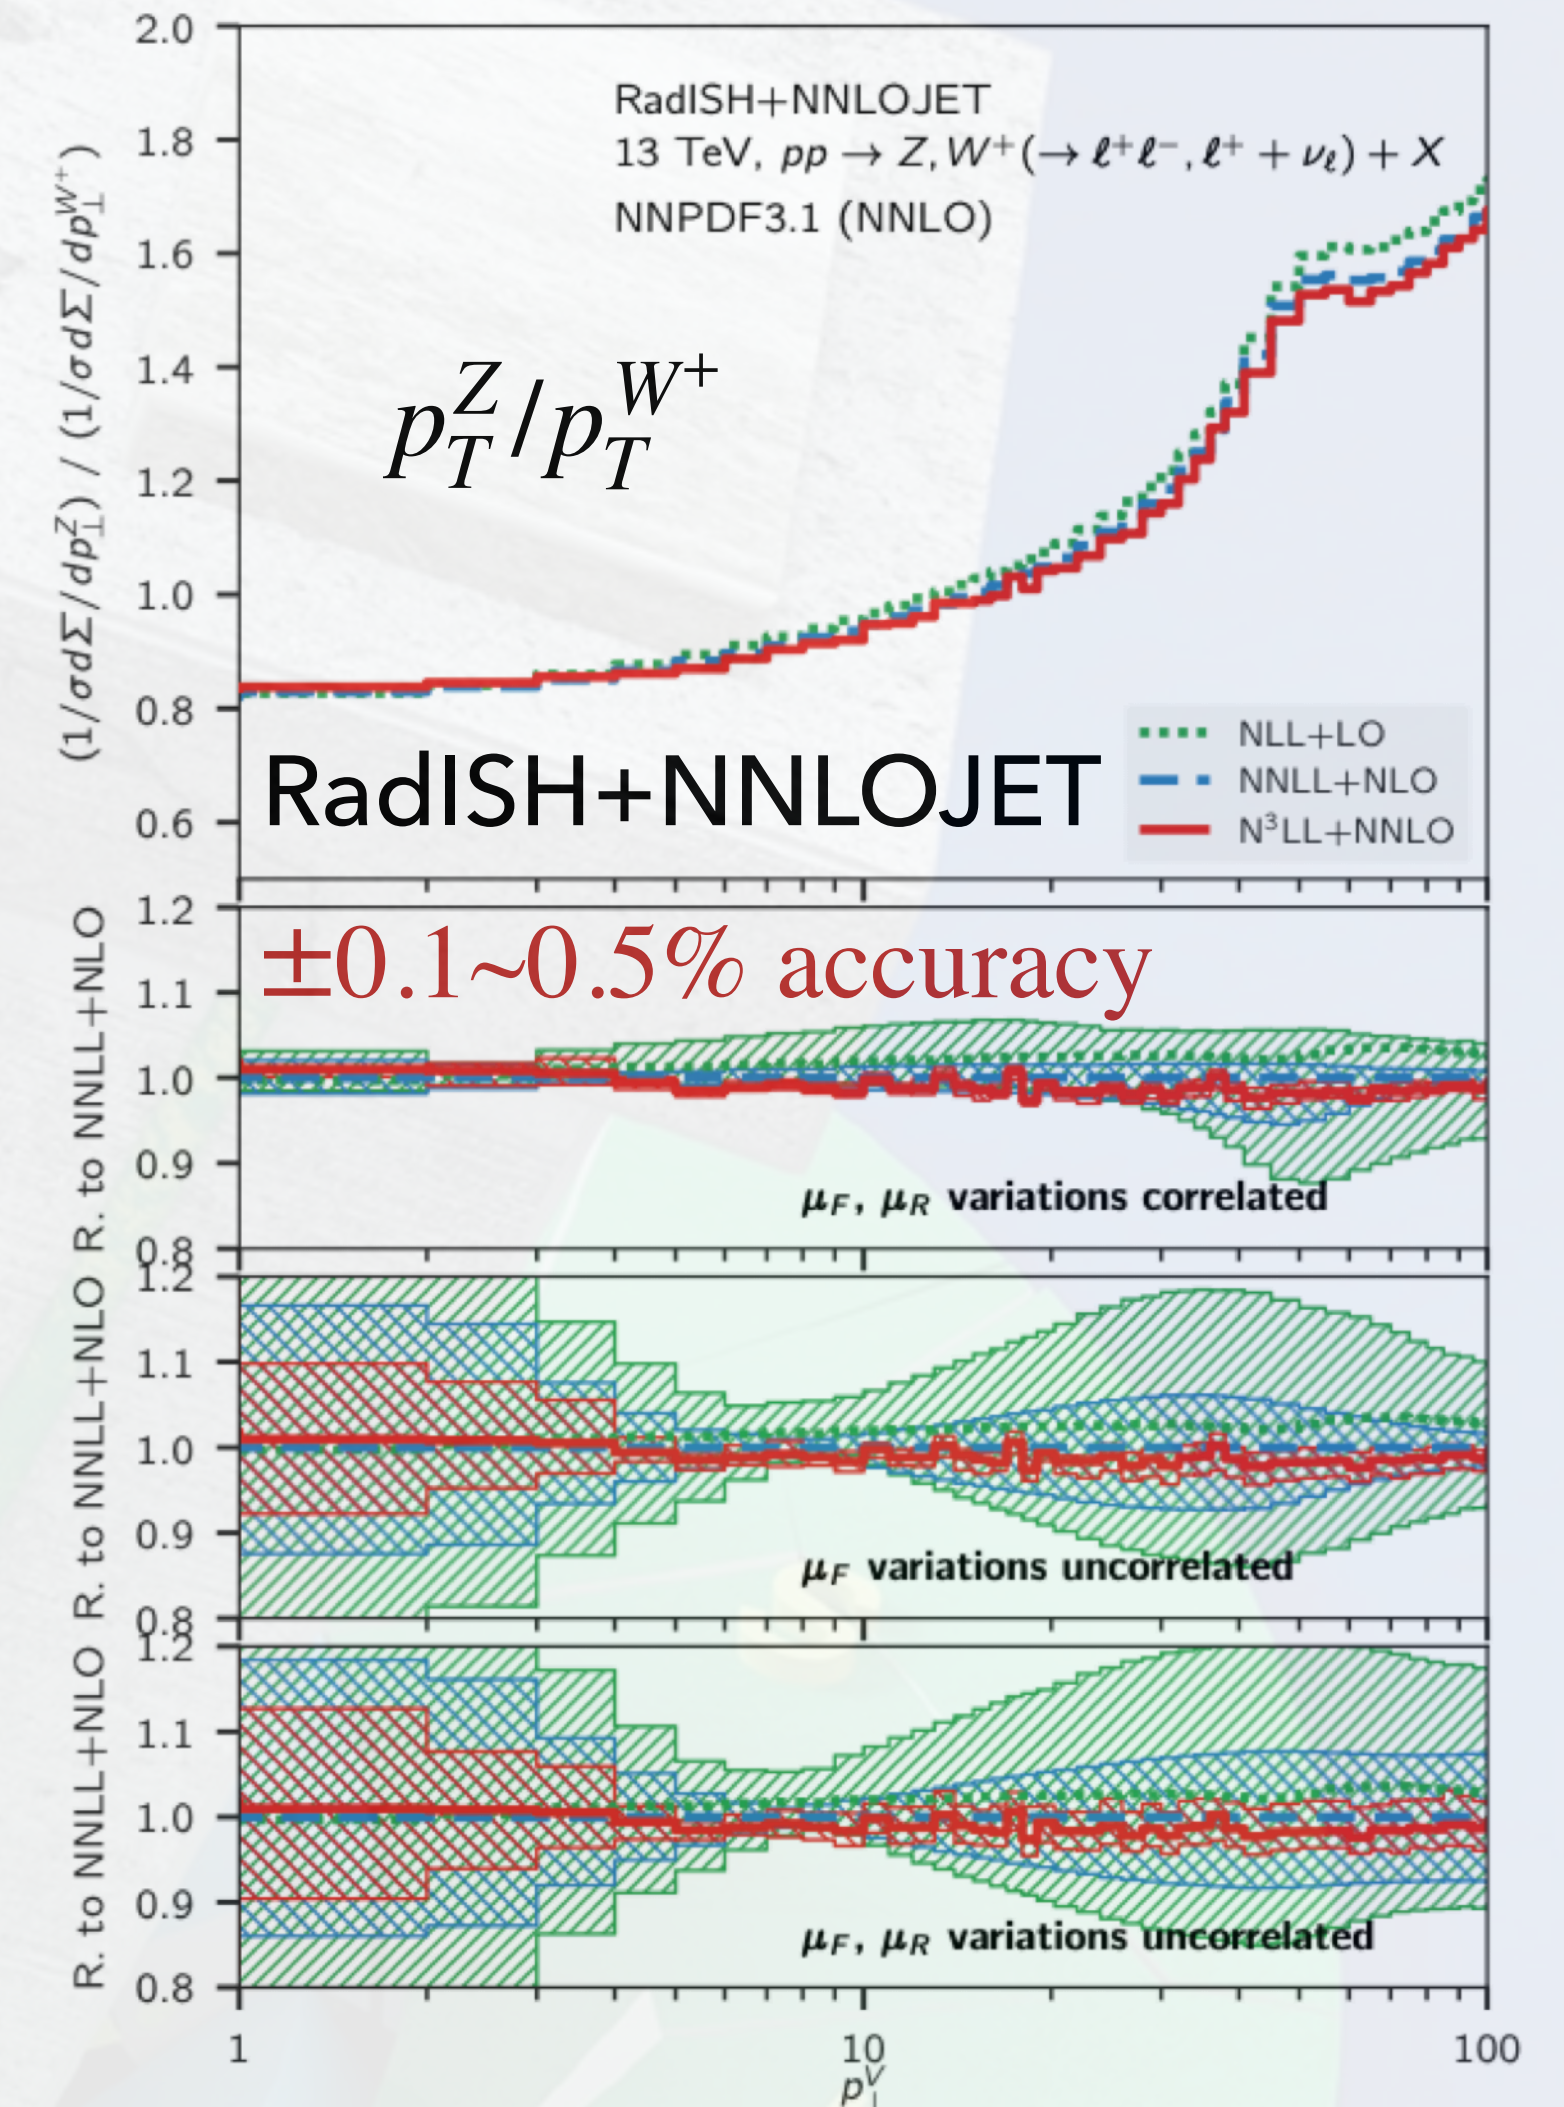 2.0
RadISH+NNLOJET
1.8
13 TeV, pp → Z, W⁺(→ ℓ⁺ℓ⁻, ℓ⁺ + νℓ) + X
NNPDF3.1 (NNLO)
1.6
(1/σdΣ/dp⊥^Z) / (1/σdΣ/dp⊥^W⁺)
1.4
p_T^Z/p_T^W⁺
1.2
1.0
0.8
NLL+LO
RadISH+NNLOJET
NNLL+NLO
0.6
N³LL+NNLO
1.2
±0.1~0.5% accuracy
1.1
R. to NNLL+NLO
1.0
0.9
μF, μR variations correlated
0.8
1.2
1.1
R. to NNLL+NLO
1.0
0.9
μF variations uncorrelated
0.8
1.2
1.1
R. to NNLL+NLO
1.0
0.9
μF, μR variations uncorrelated
0.8
1 10 100
p⊥^V